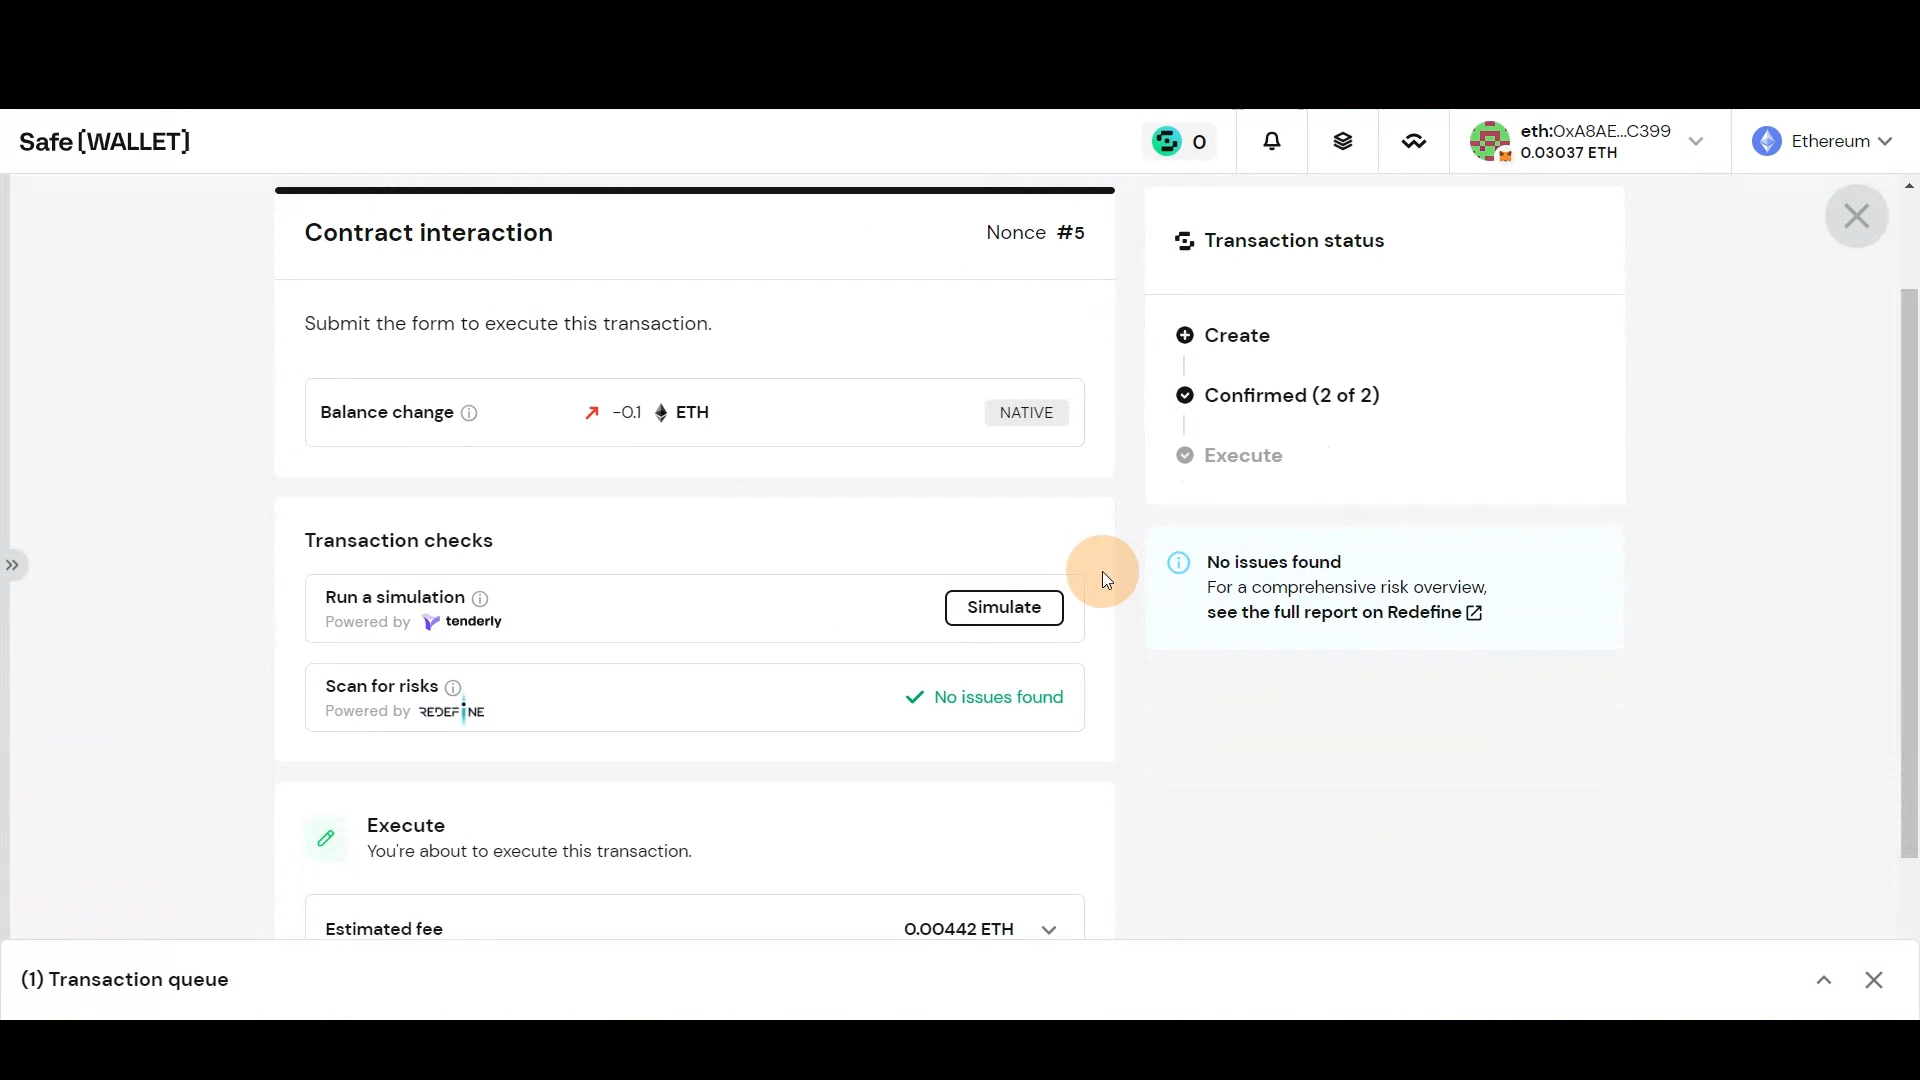 Safe{WALLET}
0
eth:0xA8AE...C399
0.03037 ETH
Ethereum
Contract interaction
Nonce #5
Submit the form to execute this transaction.
Balance change
-0.1 ETH
NATIVE
Transaction checks
Run a simulation
Powered by tenderly
Simulate
Scan for risks
Powered by REDEFINE
No issues found
Execute
You're about to execute this transaction.
Estimated fee
0.00442 ETH
Transaction status
Create
Confirmed (2 of 2)
Execute
No issues found
For a comprehensive risk overview,
see the full report on Redefine
(1) Transaction queue